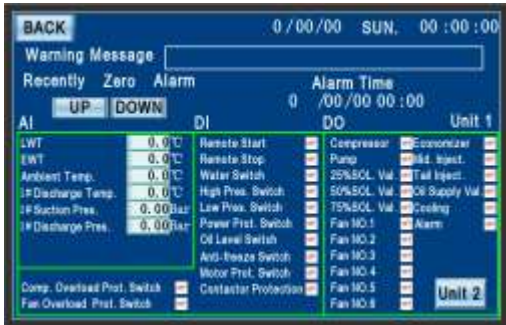 BACK 0/00/00 SUN. 00:00:00
Warning Message
Recently Zero Alarm Alarm Time
UP DOWN 0 /00/00 00:00
AI DI DO Unit 1
LWT 0.0℃ Remote Start Compressor Economizer
EWT 0.0℃ Remote Stop Pump Mid. Inject.
Ambient Temp. 0.0℃ Water Switch 25%SOL. Val. Tail Inject.
1# Discharge Temp. 0.0℃ High Pres. Switch 50%SOL. Val. Oil Supply Val.
1# Suction Pres. 0.00Bar Low Pres. Switch 75%SOL. Val. Cooling
1# Discharge Pres. 0.00Bar Power Prot. Switch Fan NO.1 Alarm
Oil Level Switch Fan NO.2
Anti-freeze Switch Fan NO.3
Motor Prot. Switch Fan NO.4
Comp. Overload Prot. Switch Contactor Protection Fan NO.5 Unit 2
Fan Overload Prot. Switch Fan NO.6